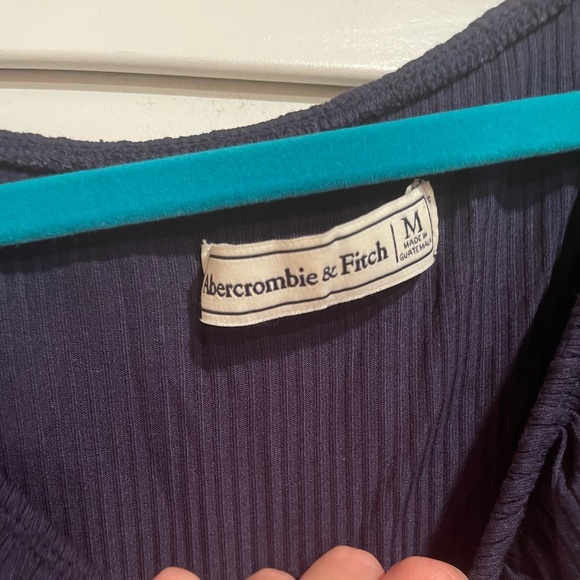 Abercrombie & Fitch
M
MADE IN
GUATEMALA